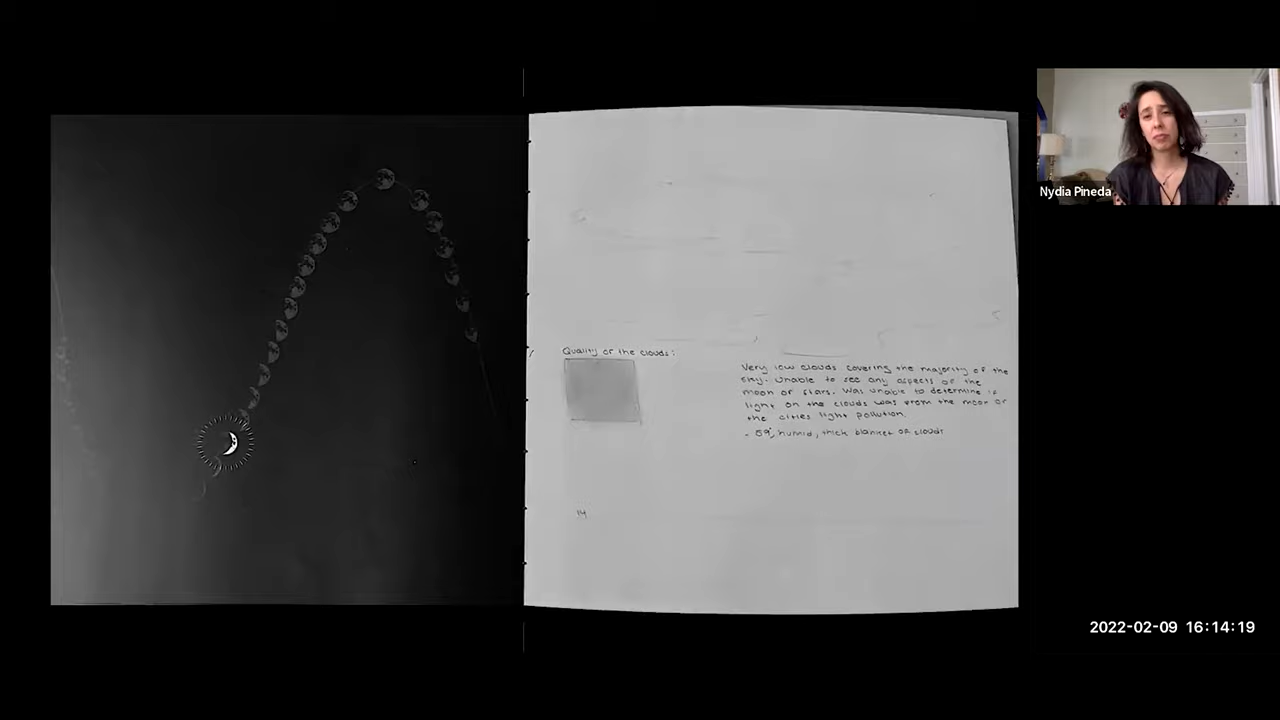 Nydia Pineda
Quality of the clouds:
Very low clouds covering the majority of the
sky. Unable to see any aspects of the
moon or stars. Was unable to determine if
light on the clouds was from the moon or
the cities light pollution.
- 59°, humid, thick blanket of clouds
14
2022-02-09 16:14:19